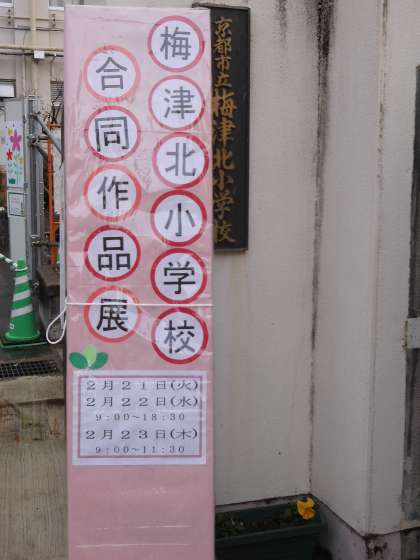 梅津北小学校
合同作品展
2月21日(火)
2月22日(水)
9:00~18:30
2月23日(木)
9:00~11:30
京都市立梅津北小学校